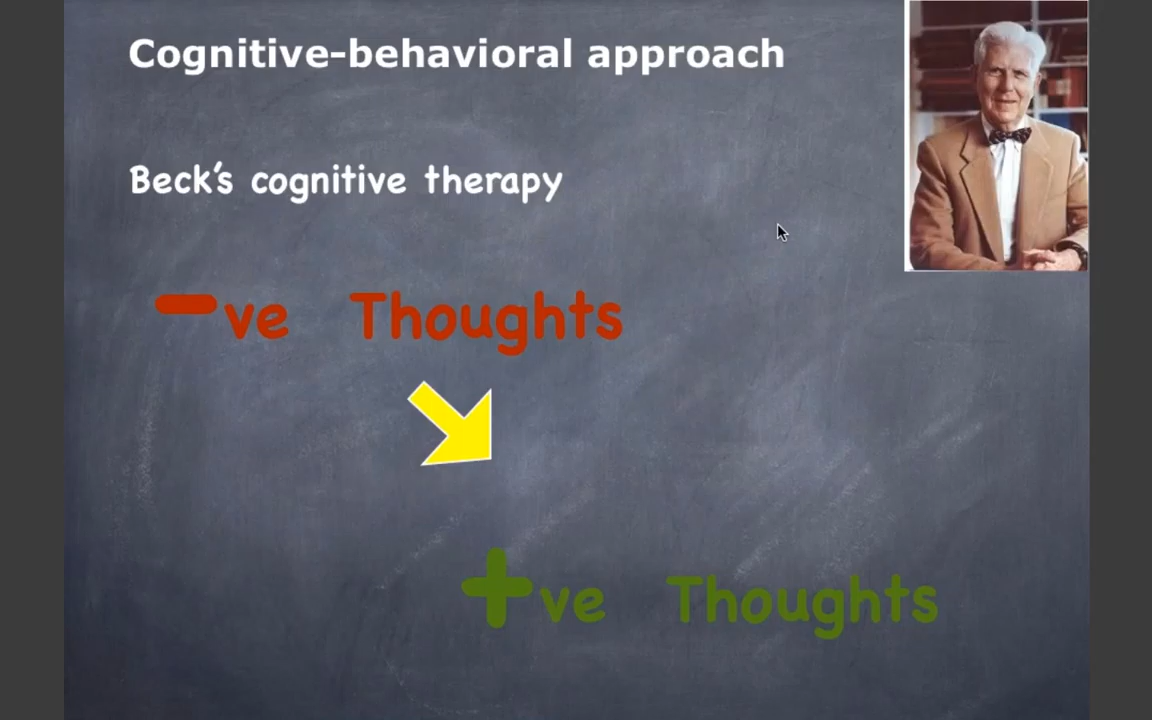 Cognitive-behavioral approach
Beck's cognitive therapy
-ve Thoughts
+ve Thoughts